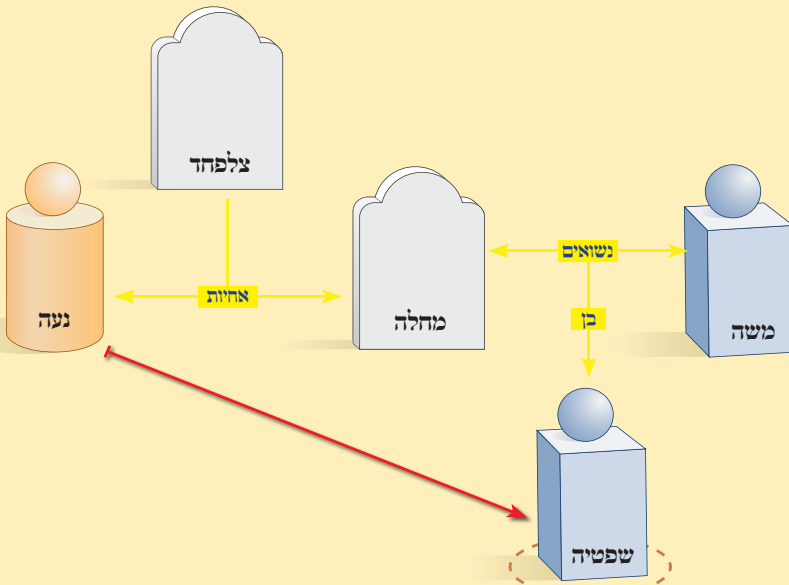 צלפחד
נשואים
משה
מחלה
אחיות
נעה
בן
שפטיה